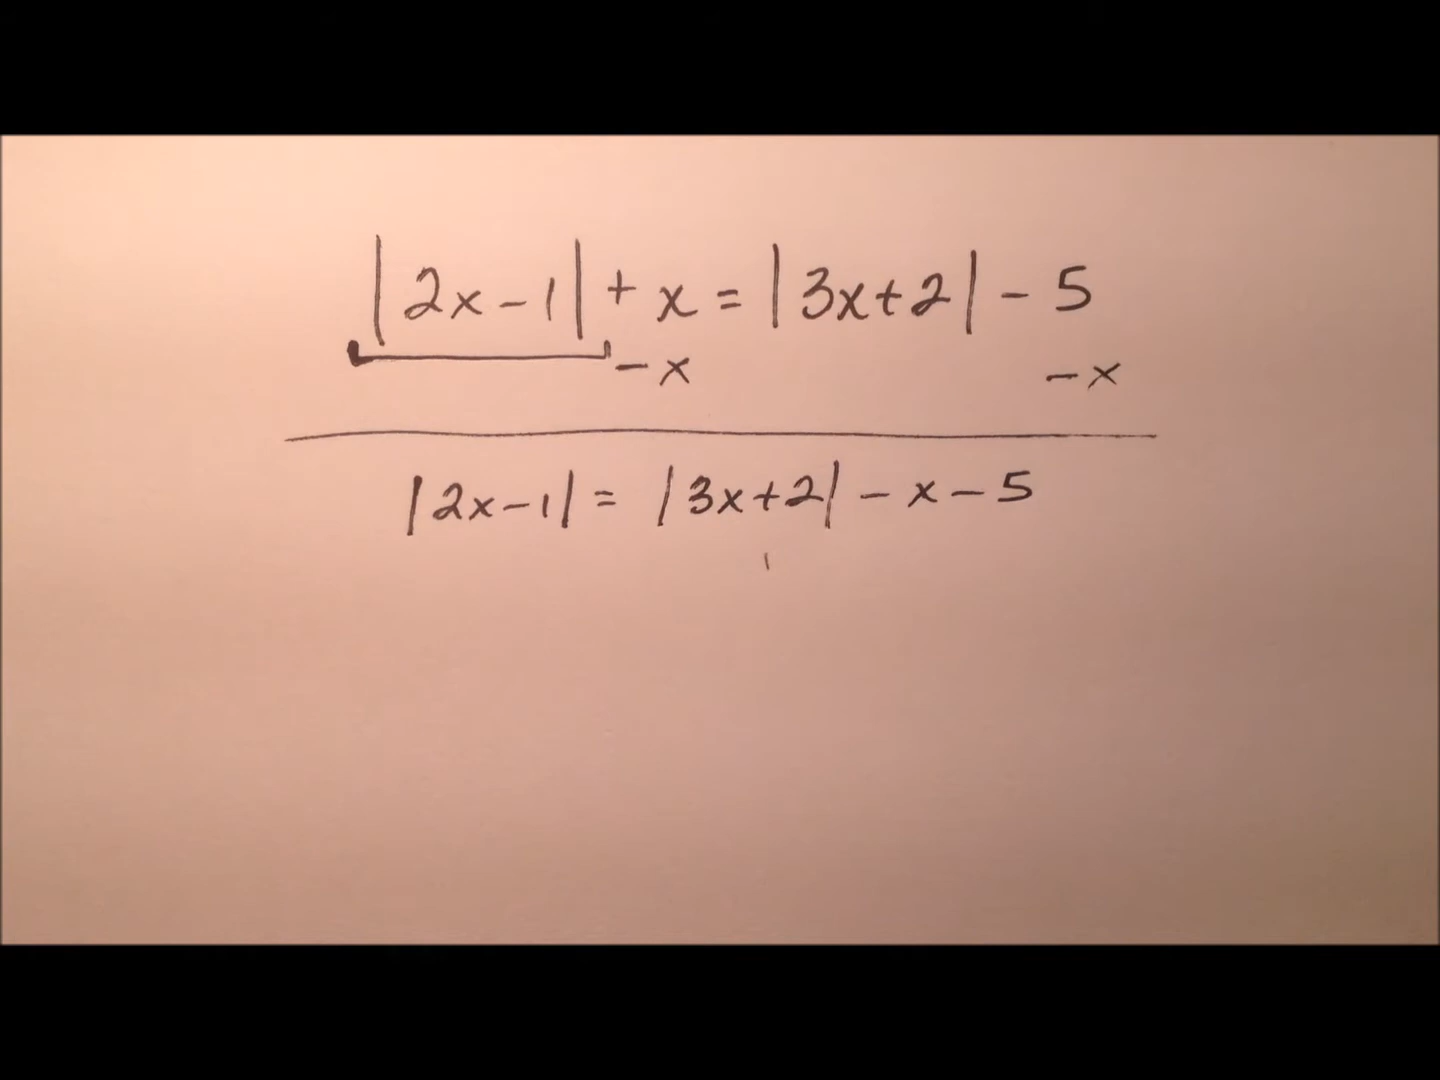 |2x-1| + x = |3x+2| - 5
-x -x
|2x-1| = |3x+2| - x - 5